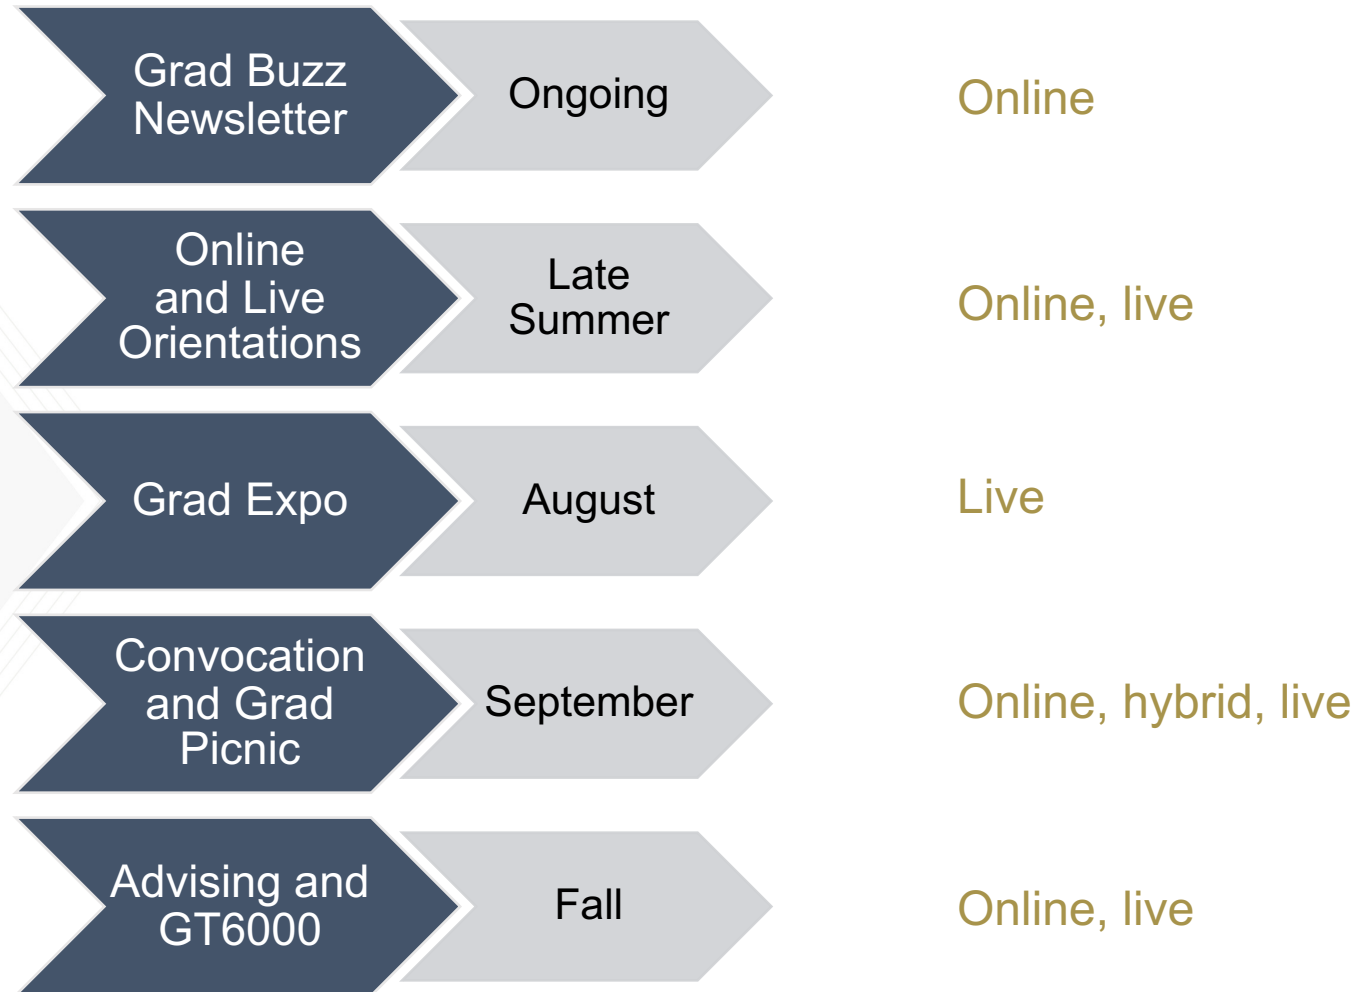 Grad Buzz
Newsletter
Ongoing
Online
Online
and Live
Orientations
Late
Summer
Online, live
Grad Expo
August
Live
Convocation
and Grad
Picnic
September
Online, hybrid, live
Advising and
GT6000
Fall
Online, live